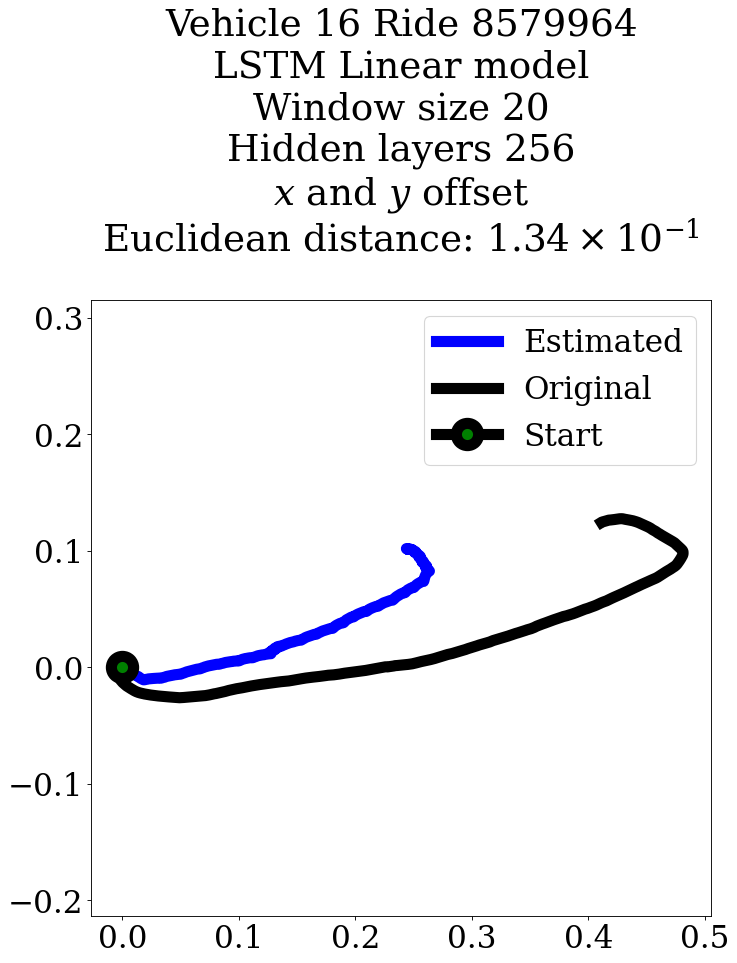 Vehicle 16 Ride 8579964
LSTM Linear model
Window size 20
Hidden layers 256
x and y offset
Euclidean distance: 1.34 × 10⁻¹
0.3
0.2
0.1
0.0
−0.1
−0.2
Estimated
Original
Start
0.0 0.1 0.2 0.3 0.4 0.5